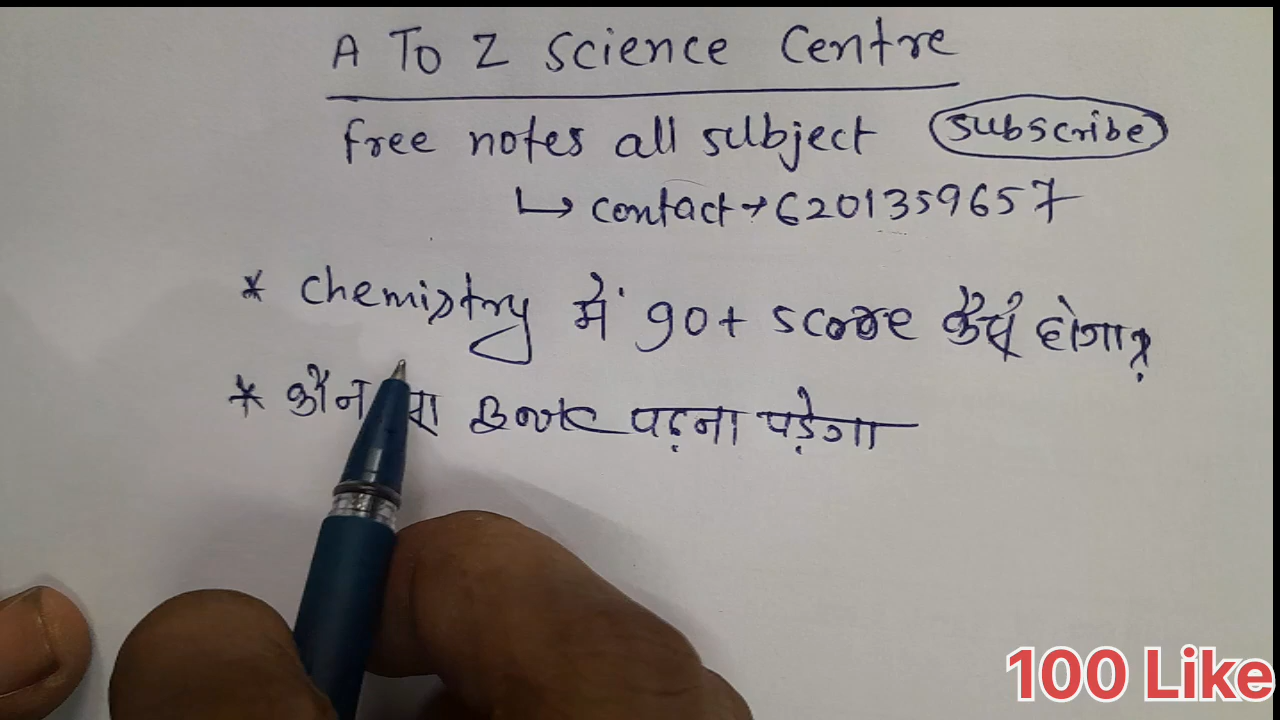 A TO Z Science Centre
free notes all subject subscribe
↳ contact → 6201359657
* Chemistry में 90+ score कैसे होगा?
* कौन सा Book पढ़ना पड़ेगा
100 Like